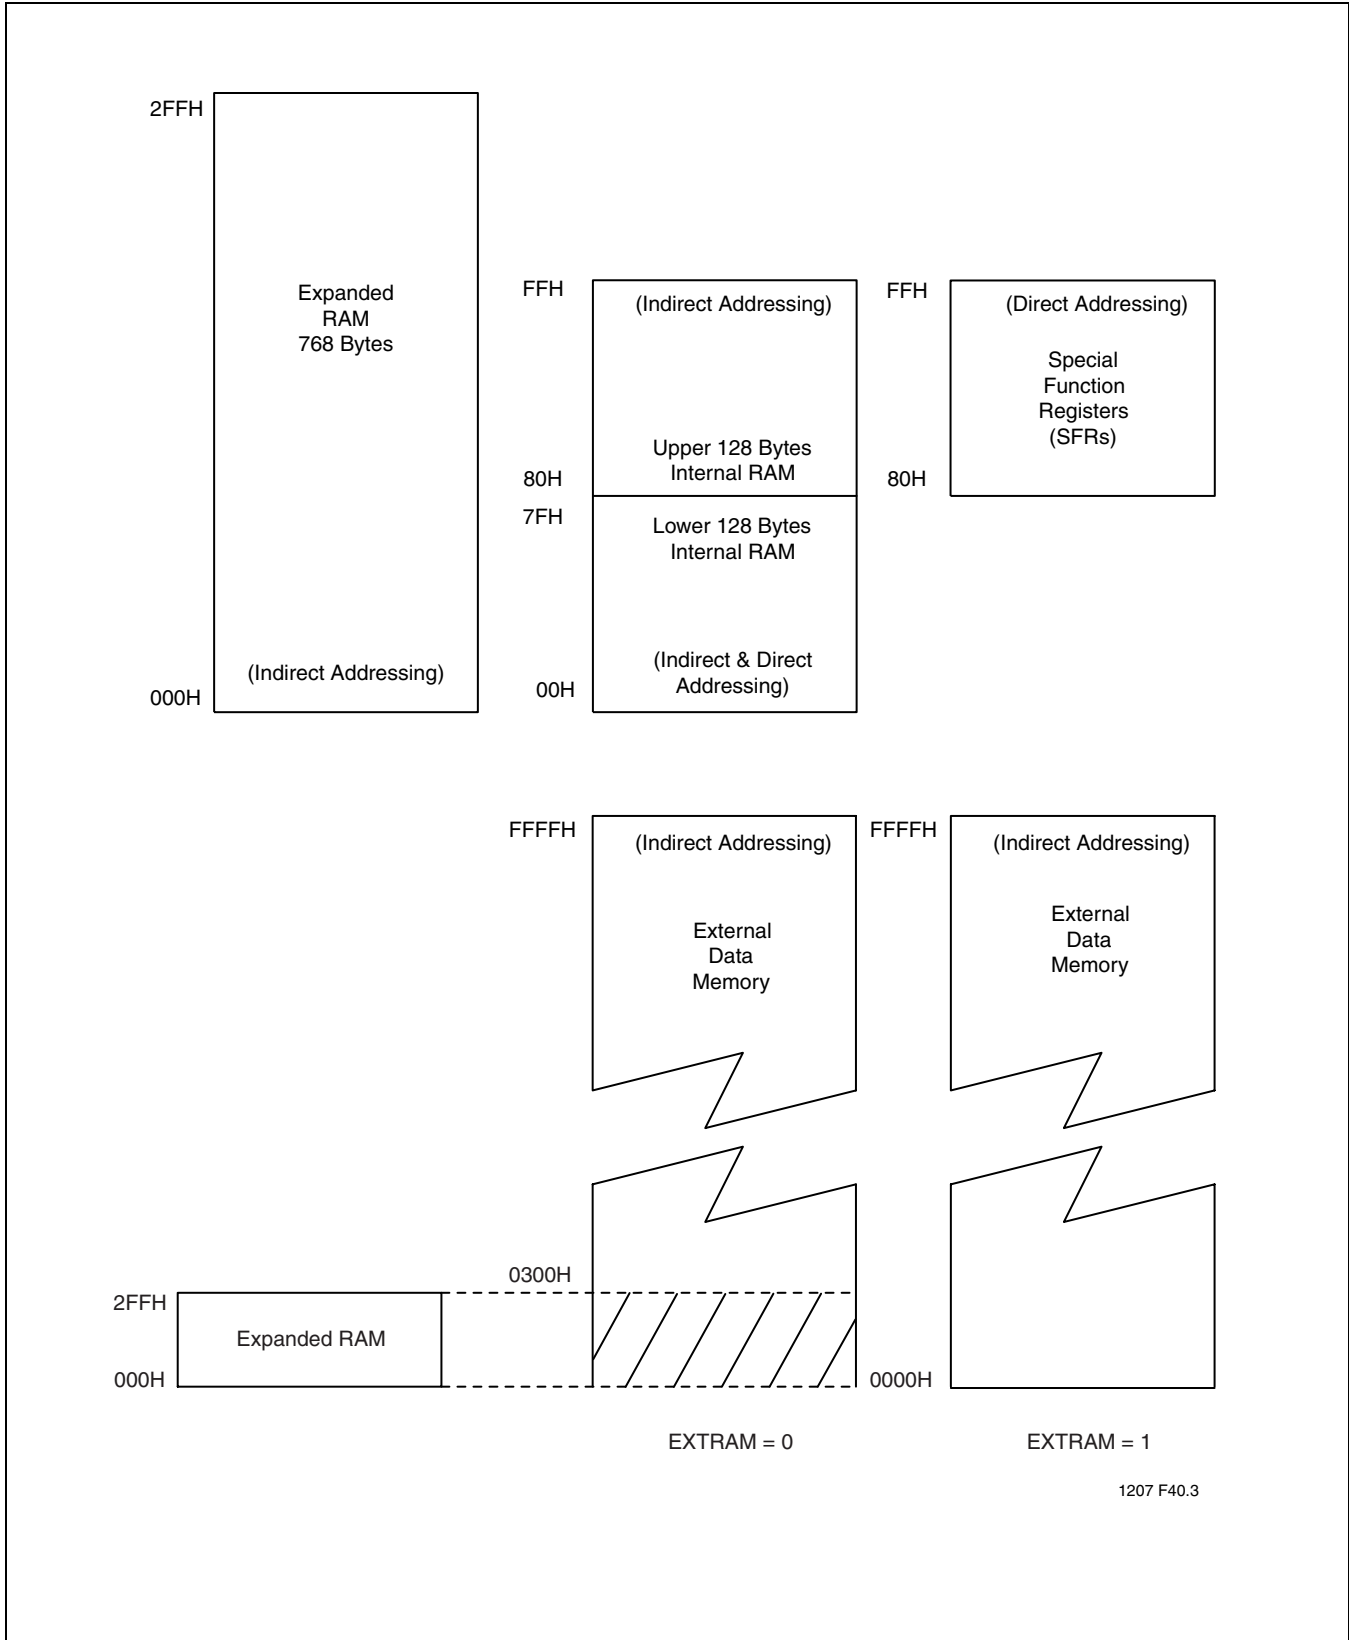 2FFH
Expanded
RAM
768 Bytes
(Indirect Addressing)
000H
FFH
(Indirect Addressing)
Upper 128 Bytes
Internal RAM
80H
7FH
Lower 128 Bytes
Internal RAM
(Indirect & Direct
Addressing)
00H
FFH
(Direct Addressing)
Special
Function
Registers
(SFRs)
80H
FFFFH
(Indirect Addressing)
External
Data
Memory
FFFFH
(Indirect Addressing)
External
Data
Memory
0300H
2FFH
Expanded RAM
000H
0000H
EXTRAM = 0
EXTRAM = 1
1207 F40.3